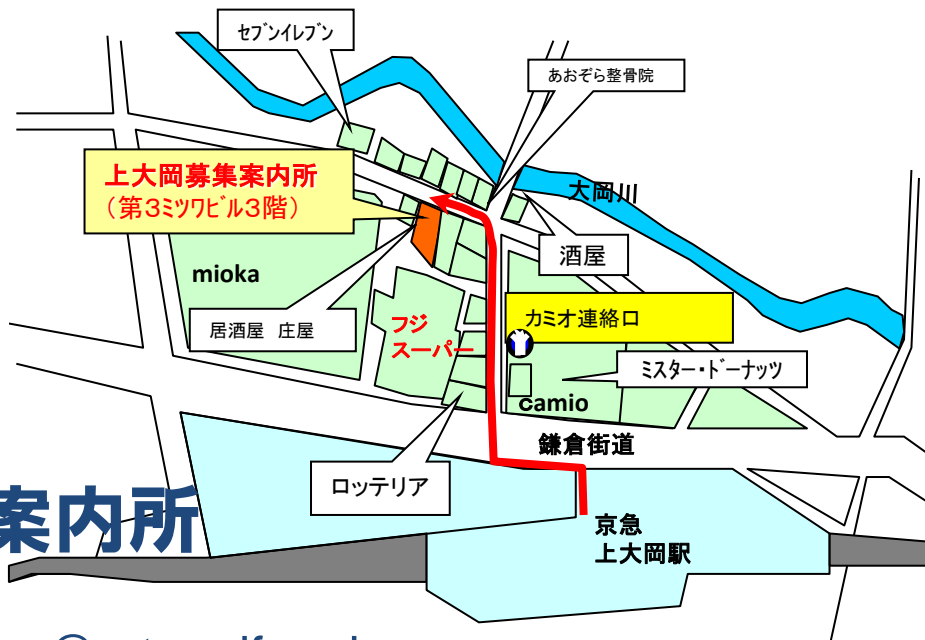 セブンイレブン
あおぞら整骨院
上大岡募集案内所
(第3ミツワビル3階)
大岡川
酒屋
mioka
居酒屋 庄屋
フジ
スーパー
カミオ連絡口
ミスター・ドーナッツ
camio
鎌倉街道
ロッテリア
案内所
京急
上大岡駅